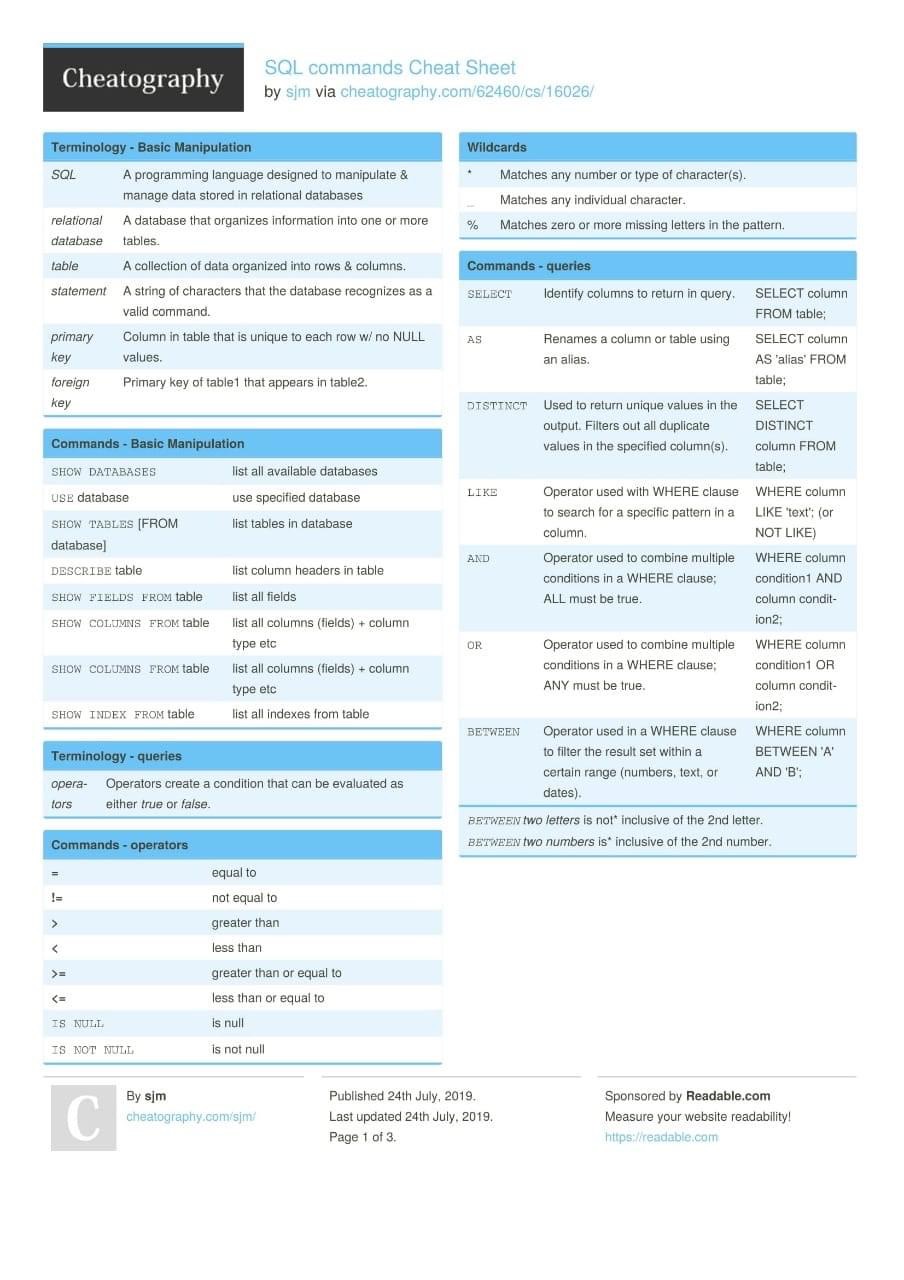 Cheatography
SQL commands Cheat Sheet
by sjm via cheatography.com/62460/cs/16026/
Terminology - Basic Manipulation
SQL A programming language designed to manipulate &
manage data stored in relational databases
relational A database that organizes information into one or more
database tables.
table A collection of data organized into rows & columns.
statement A string of characters that the database recognizes as a
valid command.
primary Column in table that is unique to each row w/ no NULL
key values.
foreign Primary key of table1 that appears in table2.
key
Commands - Basic Manipulation
SHOW DATABASES list all available databases
USE database use specified database
SHOW TABLES [FROM list tables in database
database]
DESCRIBE table list column headers in table
SHOW FIELDS FROM table list all fields
SHOW COLUMNS FROM table list all columns (fields) + column
type etc
SHOW COLUMNS FROM table list all columns (fields) + column
type etc
SHOW INDEX FROM table list all indexes from table
Terminology - queries
opera- Operators create a condition that can be evaluated as
tors either true or false.
Commands - operators
= equal to
!= not equal to
> greater than
< less than
>= greater than or equal to
<= less than or equal to
IS NULL is null
IS NOT NULL is not null
Wildcards
* Matches any number or type of character(s).
_ Matches any individual character.
% Matches zero or more missing letters in the pattern.
Commands - queries
SELECT Identify columns to return in query. SELECT column
FROM table;
AS Renames a column or table using SELECT column
an alias. AS 'alias' FROM
table;
DISTINCT Used to return unique values in the SELECT
output. Filters out all duplicate DISTINCT
values in the specified column(s). column FROM
table;
LIKE Operator used with WHERE clause WHERE column
to search for a specific pattern in a LIKE 'text'; (or
column. NOT LIKE)
AND Operator used to combine multiple WHERE column
conditions in a WHERE clause; condition1 AND
ALL must be true. column condit-
ion2;
OR Operator used to combine multiple WHERE column
conditions in a WHERE clause; condition1 OR
ANY must be true. column condit-
ion2;
BETWEEN Operator used in a WHERE clause WHERE column
to filter the result set within a BETWEEN 'A'
certain range (numbers, text, or AND 'B';
dates).
BETWEEN two letters is not* inclusive of the 2nd letter.
BETWEEN two numbers is* inclusive of the 2nd number.
C
By sjm
cheatography.com/sjm/
Published 24th July, 2019.
Last updated 24th July, 2019.
Page 1 of 3.
Sponsored by Readable.com
Measure your website readability!
https://readable.com